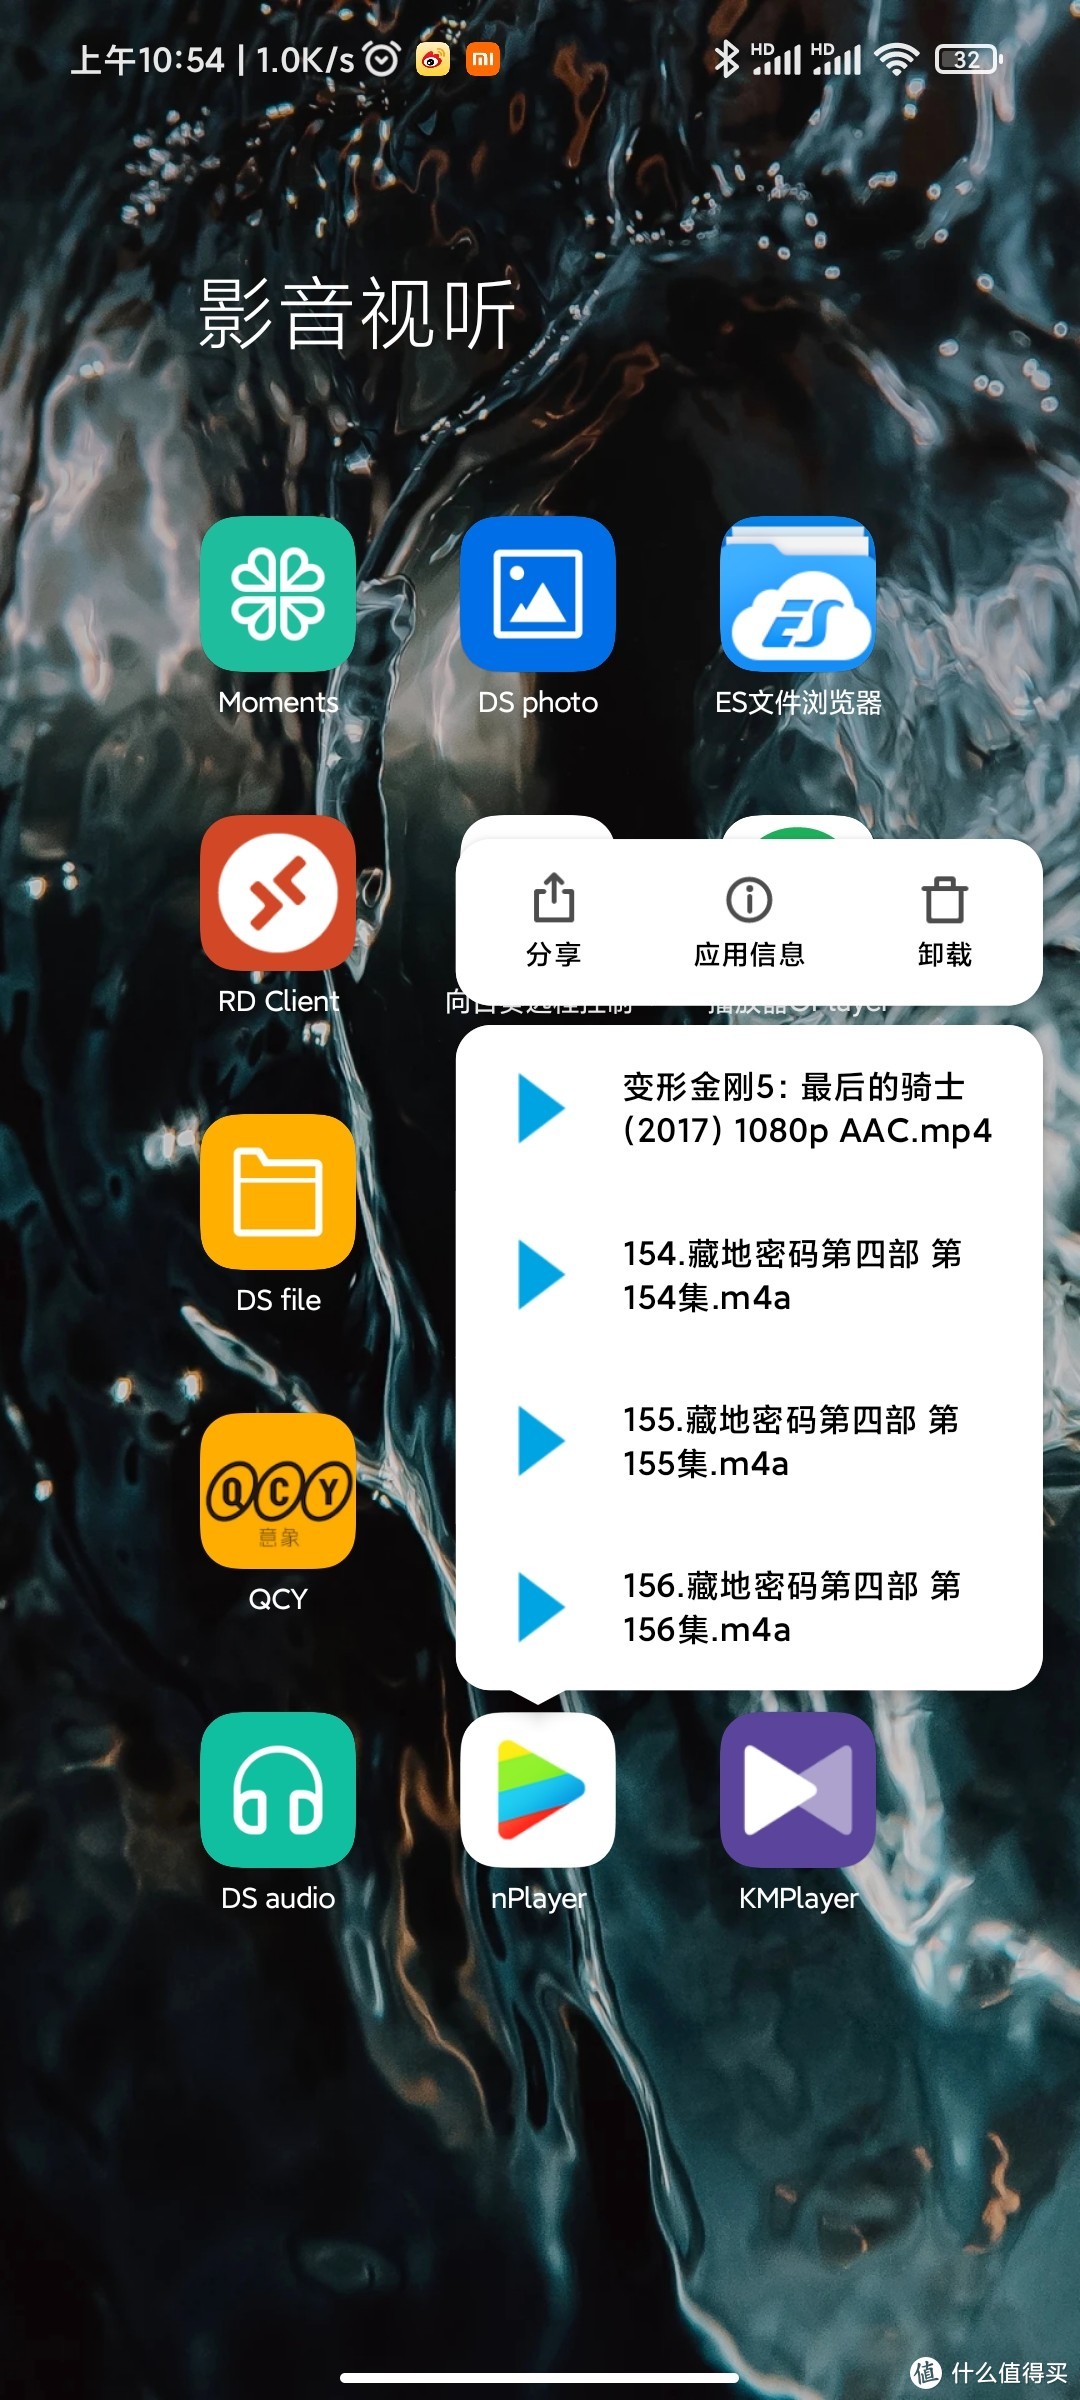 上午10:54 | 1.0K/s
HD
HD
32
影音视听
Moments
DS photo
ES
ES文件浏览器
分享
应用信息
卸载
RD Client
变形金刚5: 最后的骑士
(2017) 1080p AAC.mp4
154.藏地密码第四部 第
154集.m4a
DS file
155.藏地密码第四部 第
155集.m4a
QCY
意象
QCY
156.藏地密码第四部 第
156集.m4a
DS audio
nPlayer
KMPlayer
值 什么值得买